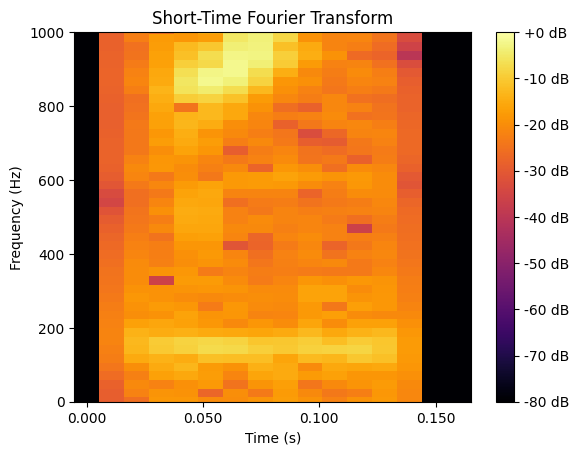 Short-Time Fourier Transform
1000
800
600
400
200
0
Frequency (Hz)
0.000
0.050
0.100
0.150
Time (s)
+0 dB
-10 dB
-20 dB
-30 dB
-40 dB
-50 dB
-60 dB
-70 dB
-80 dB